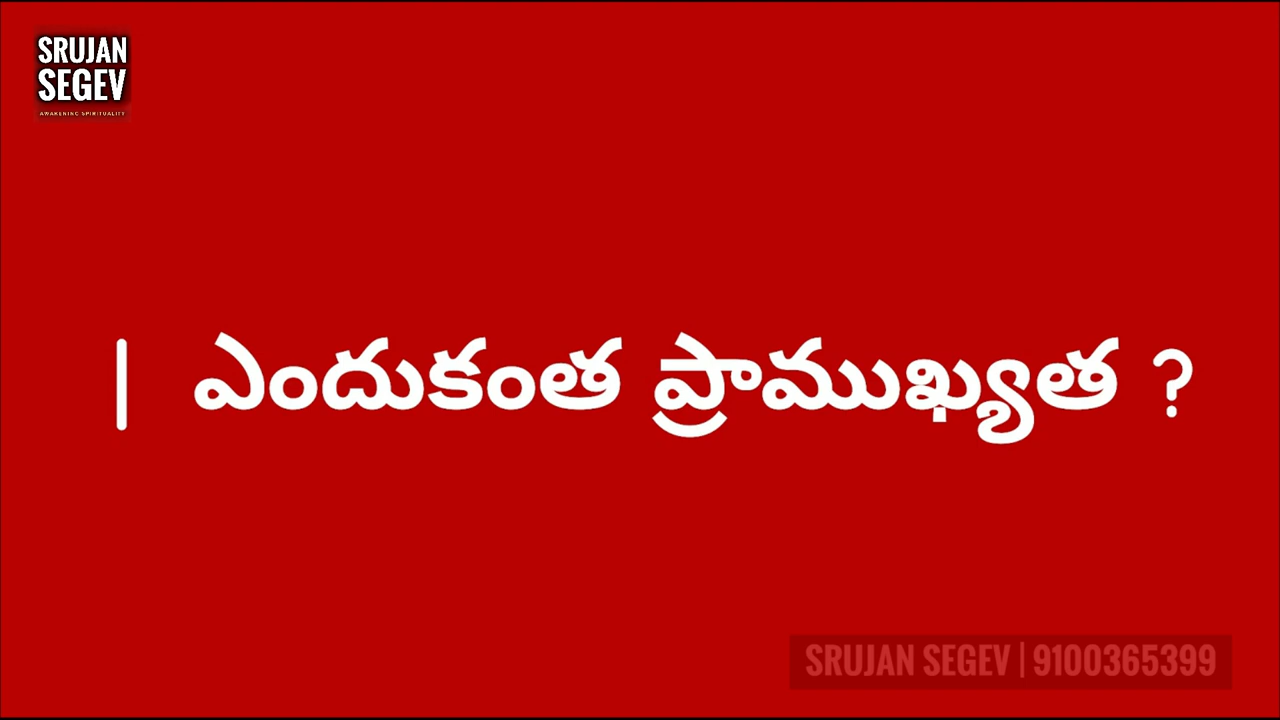 SRUJAN
SEGEV
AWAKENING SPIRITUALITY
| ఎందుకంత ప్రాముఖ్యత ?
SRUJAN SEGEV | 9100365399